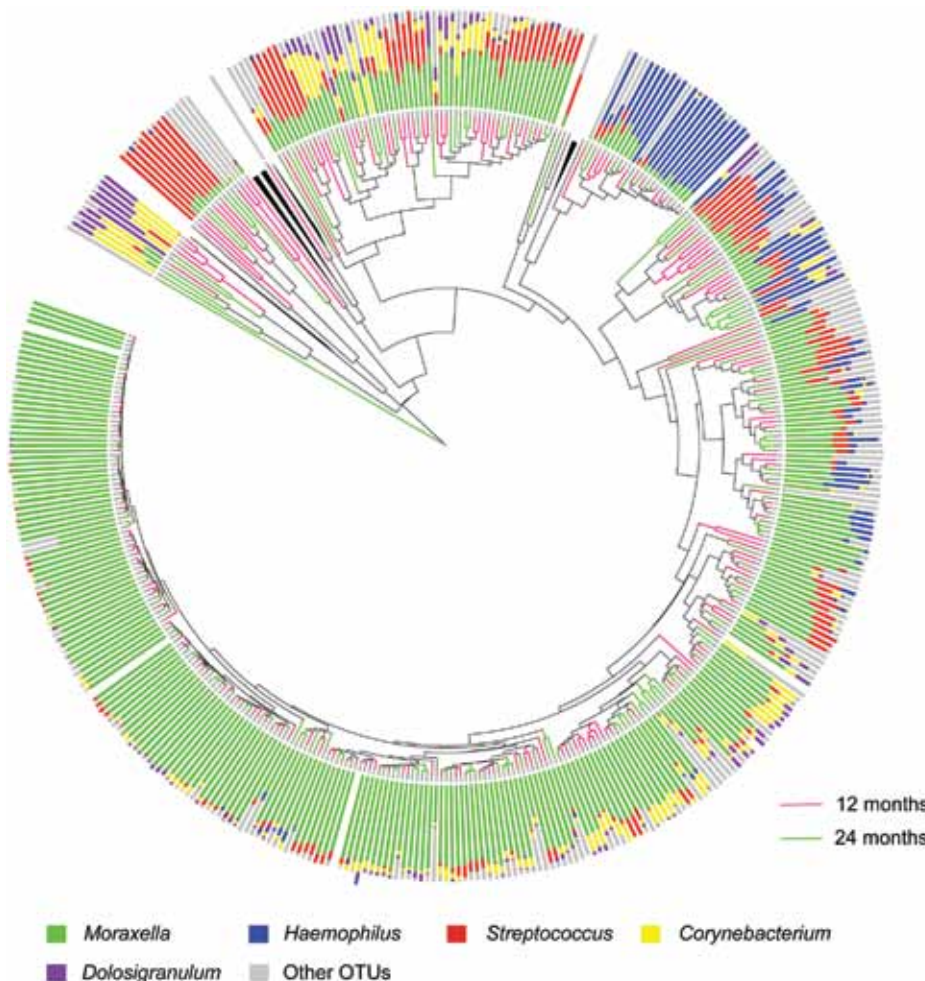 12 months
24 months
Moraxella Haemophilus Streptococcus Corynebacterium
Dolosigranulum Other OTUs